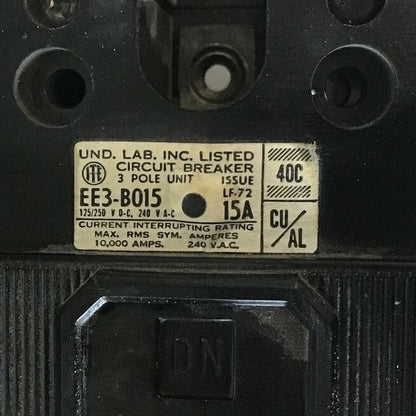 UND. LAB. INC. LISTED
ITE CIRCUIT BREAKER
3 POLE UNIT ISSUE
LF-72
EE3-B015 15A
125/250 V D-C, 240 V A-C
CURRENT INTERRUPTING RATING
MAX. RMS SYM. AMPERES
10,000 AMPS. 240 V.A.C.
40C
CU/
AL
ON